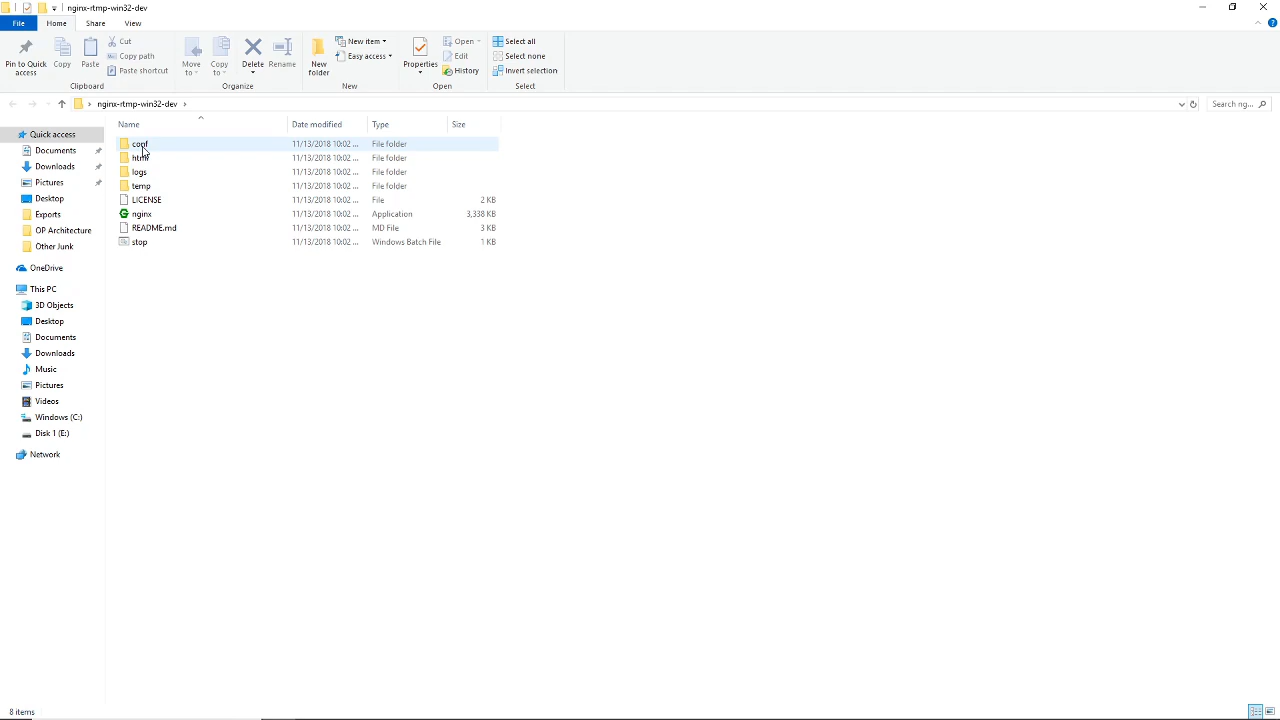 nginx-rtmp-win32-dev
File Home Share View
Pin to Quick access
Copy
Paste
Cut
Copy path
Paste shortcut
Clipboard
Move to
Copy to
Delete
Rename
Organize
New folder
New item
Easy access
New
Properties
Open
Edit
History
Open
Select all
Select none
Invert selection
Select
nginx-rtmp-win32-dev
Search ng...
Quick access
Documents
Downloads
Pictures
Desktop
Exports
OP Architecture
Other Junk
OneDrive
This PC
3D Objects
Desktop
Documents
Downloads
Music
Pictures
Videos
Windows (C:)
Disk 1 (E:)
Network
Name Date modified Type Size
conf 11/13/2018 10:02 ... File folder
html 11/13/2018 10:02 ... File folder
logs 11/13/2018 10:02 ... File folder
temp 11/13/2018 10:02 ... File folder
LICENSE 11/13/2018 10:02 ... File 2 KB
nginx 11/13/2018 10:02 ... Application 3,338 KB
README.md 11/13/2018 10:02 ... MD File 3 KB
stop 11/13/2018 10:02 ... Windows Batch File 1 KB
8 items